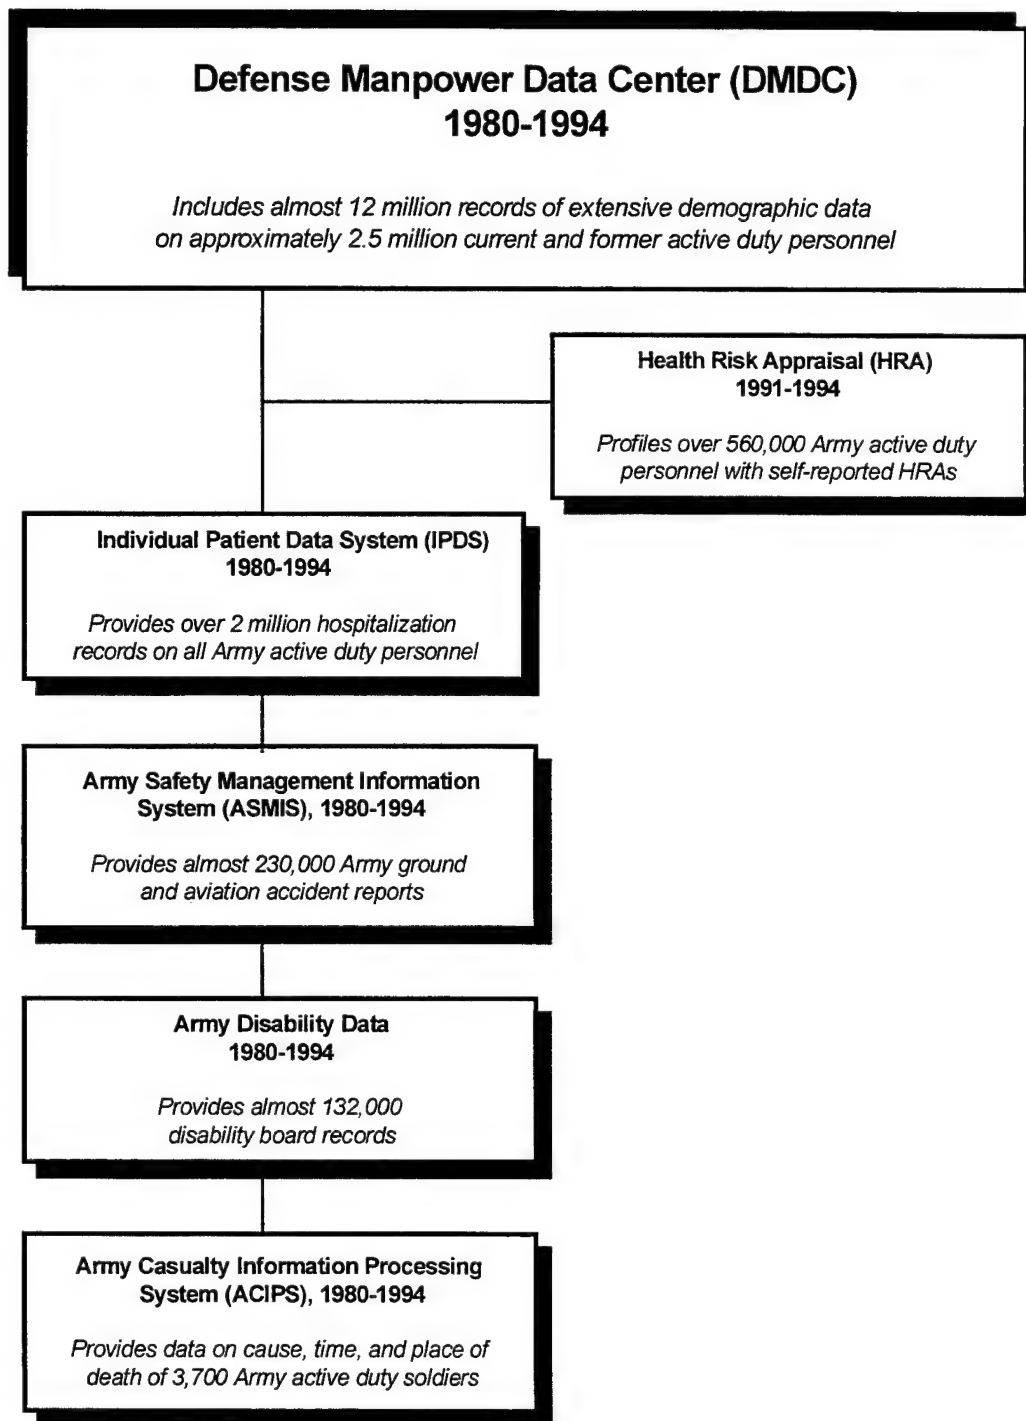 Defense Manpower Data Center (DMDC)
1980-1994
Includes almost 12 million records of extensive demographic data
on approximately 2.5 million current and former active duty personnel
Health Risk Appraisal (HRA)
1991-1994
Profiles over 560,000 Army active duty
personnel with self-reported HRAs
Individual Patient Data System (IPDS)
1980-1994
Provides over 2 million hospitalization
records on all Army active duty personnel
Army Safety Management Information
System (ASMIS), 1980-1994
Provides almost 230,000 Army ground
and aviation accident reports
Army Disability Data
1980-1994
Provides almost 132,000
disability board records
Army Casualty Information Processing
System (ACIPS), 1980-1994
Provides data on cause, time, and place of
death of 3,700 Army active duty soldiers